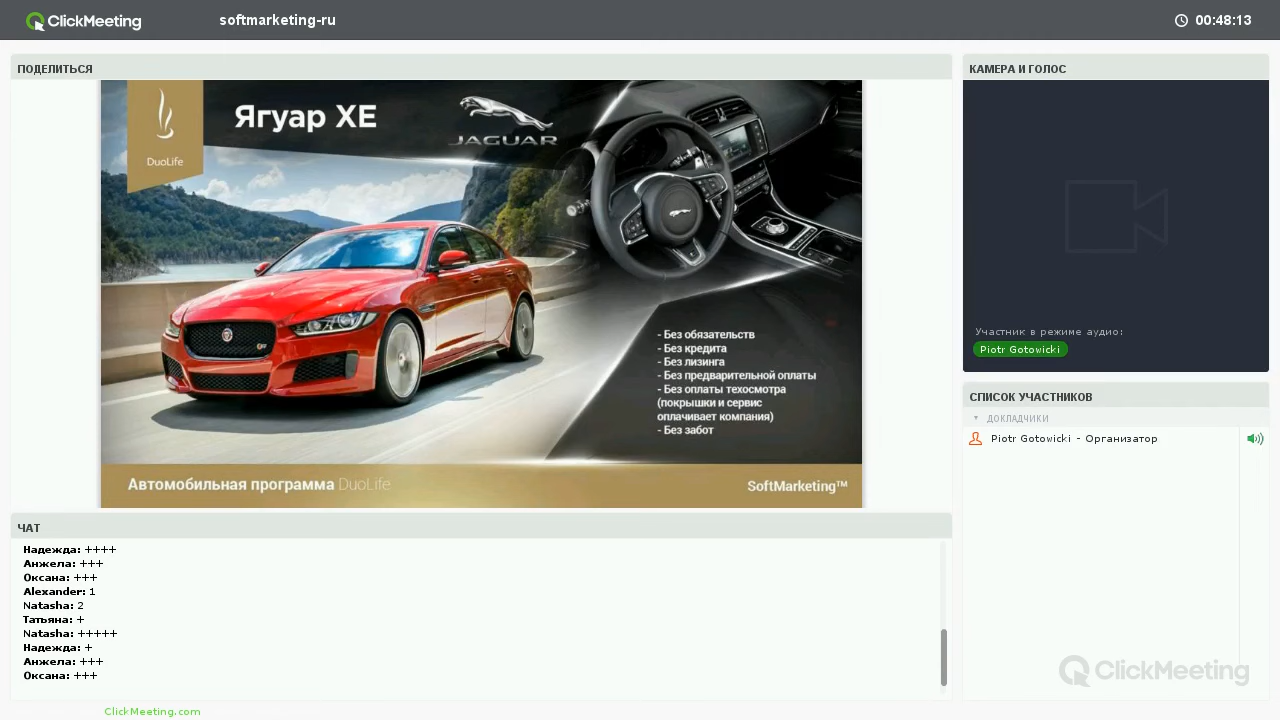 ClickMeeting
softmarketing-ru
00:48:13
ПОДЕЛИТЬСЯ
DuoLife
Ягуар XE
JAGUAR
- Без обязательств
- Без кредита
- Без лизинга
- Без предварительной оплаты
- Без оплаты техосмотра
(покрышки и сервис
оплачивает компания)
- Без забот
Автомобильная программа DuoLife
SoftMarketing™
КАМЕРА И ГОЛОС
Участник в режиме аудио:
Piotr Gotowicki
СПИСОК УЧАСТНИКОВ
ДОКЛАДЧИКИ
Piotr Gotowicki - Организатор
ЧАТ
Надежда: ++++
Анжела: +++
Оксана: +++
Alexander: 1
Natasha: 2
Татьяна: +
Natasha: +++++
Надежда: +
Анжела: +++
Оксана: +++
ClickMeeting
ClickMeeting.com